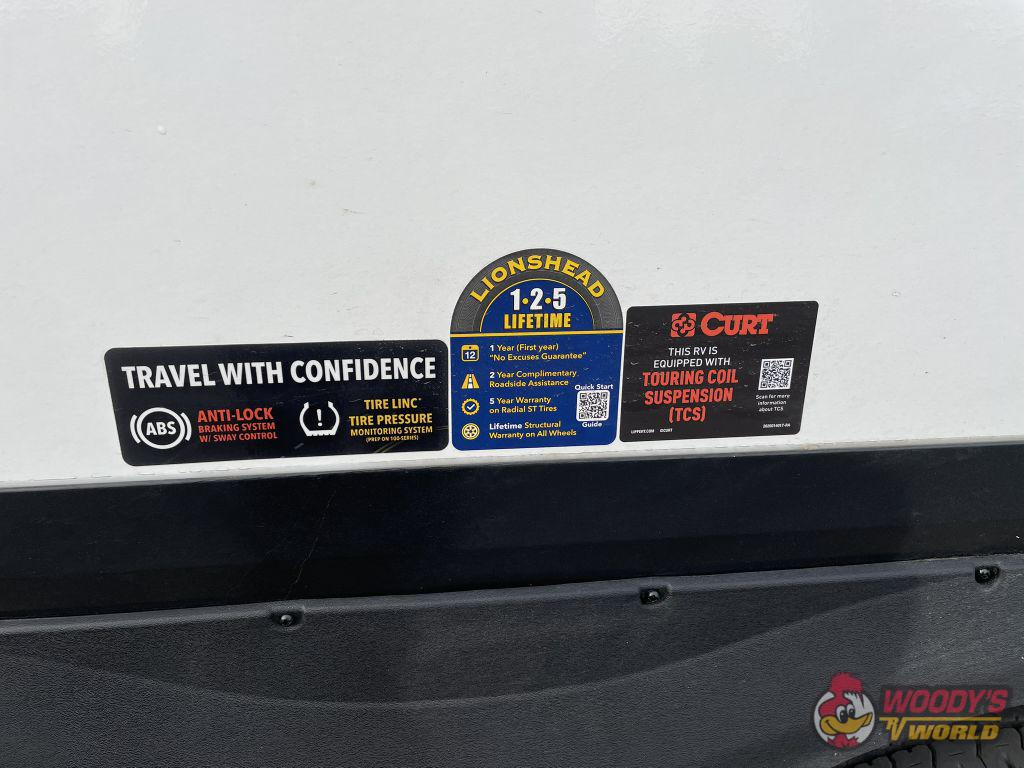 TRAVEL WITH CONFIDENCE
ABS
ANTI-LOCK
BRAKING SYSTEM
W/ SWAY CONTROL
TIRE LINC
TIRE PRESSURE
MONITORING SYSTEM
(PREP ON 100-SERIES)
LIONSHEAD
1•2•5
LIFETIME
12
1 Year (First year)
"No Excuses Guarantee"
2 Year Complimentary
Roadside Assistance
5 Year Warranty
on Radial ST Tires
Lifetime Structural
Warranty on All Wheels
Quick Start
Guide
CURT
THIS RV IS
EQUIPPED WITH
TOURING COIL
SUSPENSION
(TCS)
Scan for more
information
about TCS
LIPPERT.COM
WOODY'S
RV WORLD